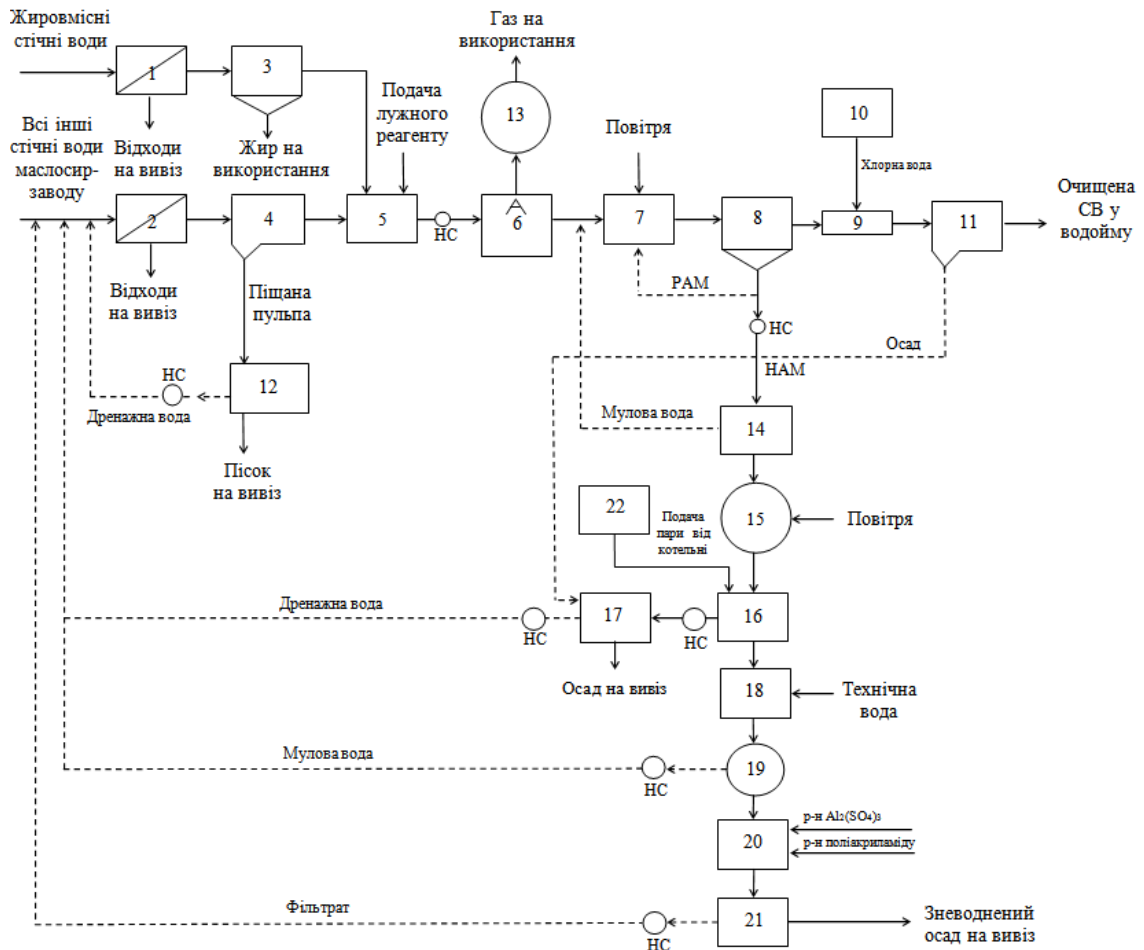 Жировмісні
стічні води
1
3
Відходи
на вивіз
Жир на
використання
Газ на
використання
13
Подача
лужного
реагенту
Повітря
10
Хлорна вода
Всі інші
стічні води
маслосир-
заводу
2
4
5
НС
6
7
8
9
11
Очищена
СВ у
водойму
Відходи
на вивіз
Піщана
пульпа
РАМ
НС
Осад
НАМ
НС
12
Дренажна вода
Пісок
на вивіз
Мулова вода
14
22
Подача
пари від
котельні
15
Повітря
Дренажна вода
НС
17
НС
16
Осад на вивіз
18
Технічна
вода
Мулова вода
НС
19
р-н Al₂(SO₄)₃
р-н поліакриламіду
20
Фільтрат
НС
21
Зневоднений
осад на вивіз